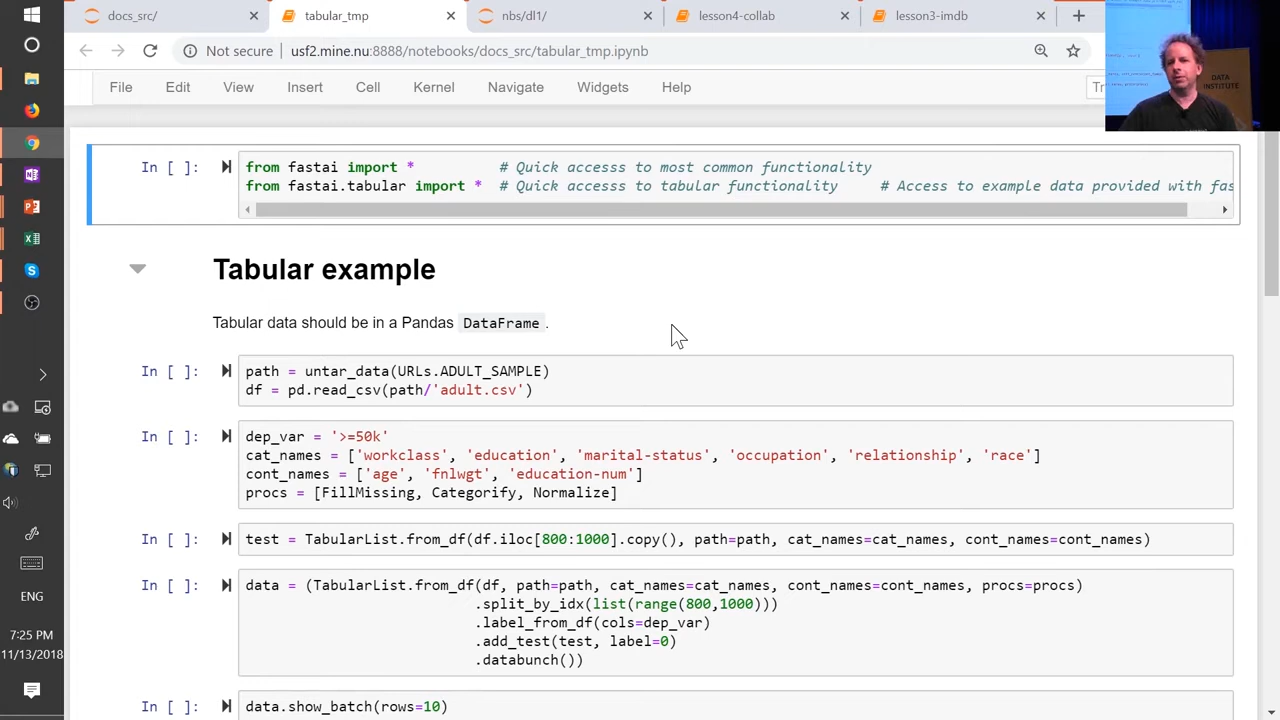 docs_src/
tabular_tmp
nbs/dl1/
lesson4-collab
lesson3-imdb
Not secure usf2.mine.nu:8888/notebooks/docs_src/tabular_tmp.ipynb
File Edit View Insert Cell Kernel Navigate Widgets Help
DATA
INSTITUTE
In [ ]: from fastai import * # Quick accesss to most common functionality
from fastai.tabular import * # Quick accesss to tabular functionality # Access to example data provided with fas
Tabular example
Tabular data should be in a Pandas DataFrame .
In [ ]: path = untar_data(URLs.ADULT_SAMPLE)
df = pd.read_csv(path/'adult.csv')
In [ ]: dep_var = '>=50k'
cat_names = ['workclass', 'education', 'marital-status', 'occupation', 'relationship', 'race']
cont_names = ['age', 'fnlwgt', 'education-num']
procs = [FillMissing, Categorify, Normalize]
In [ ]: test = TabularList.from_df(df.iloc[800:1000].copy(), path=path, cat_names=cat_names, cont_names=cont_names)
In [ ]: data = (TabularList.from_df(df, path=path, cat_names=cat_names, cont_names=cont_names, procs=procs)
.split_by_idx(list(range(800,1000)))
.label_from_df(cols=dep_var)
.add_test(test, label=0)
.databunch())
In [ ]: data.show_batch(rows=10)
ENG
7:25 PM
11/13/2018